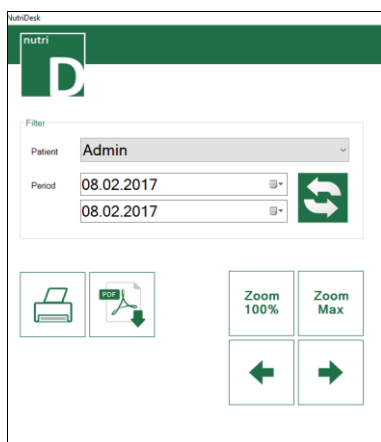 NutriDesk
nutri
D
Filter
Patient Admin
Period 08.02.2017
08.02.2017
PDF
Zoom 100%
Zoom Max